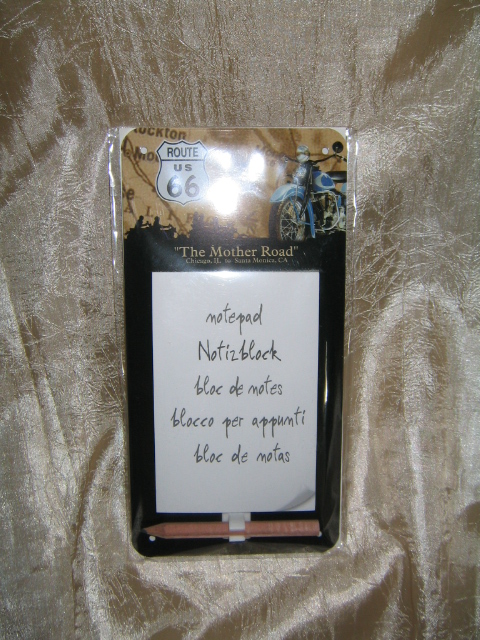 ockton
ROUTE
US
66
"The Mother Road"
Chicago, IL to Santa Monica, CA
notepad
Notizblock
bloc de notes
blocco per appunti
bloc de notas